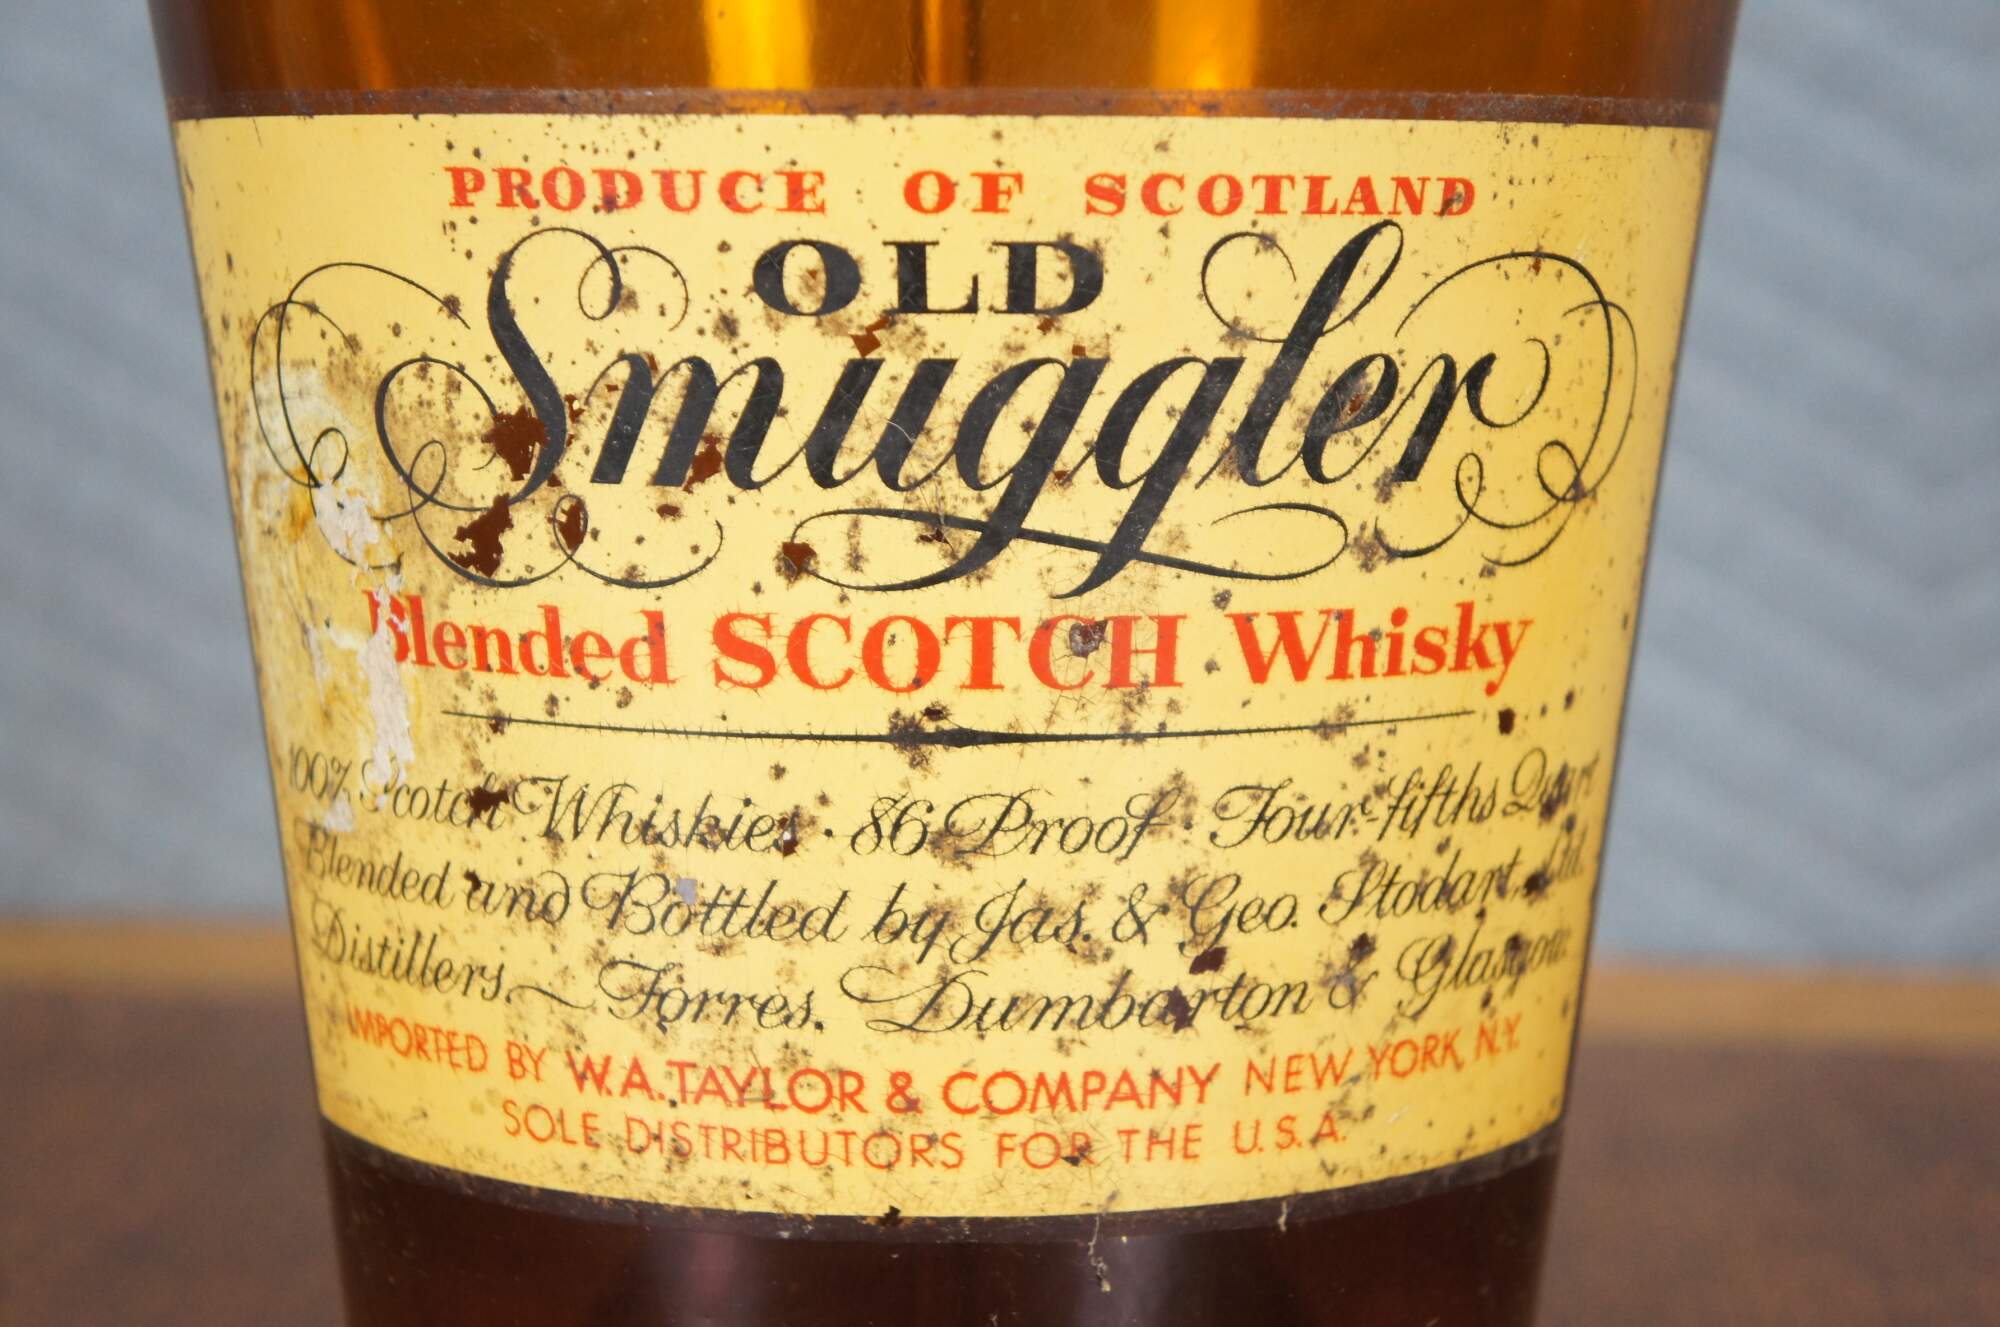 PRODUCE OF SCOTLAND
OLD
Smuggler
Blended SCOTCH Whisky
100% Scotch Whiskies · 86 Proof · Four-fifths Quart
Blended and Bottled by Jas. & Geo. Stodart, Ltd.
Distillers. ~ Forres. Dumbarton & Glasgow.
IMPORTED BY W.A. TAYLOR & COMPANY NEW YORK, N.Y.
SOLE DISTRIBUTORS FOR THE U.S.A.